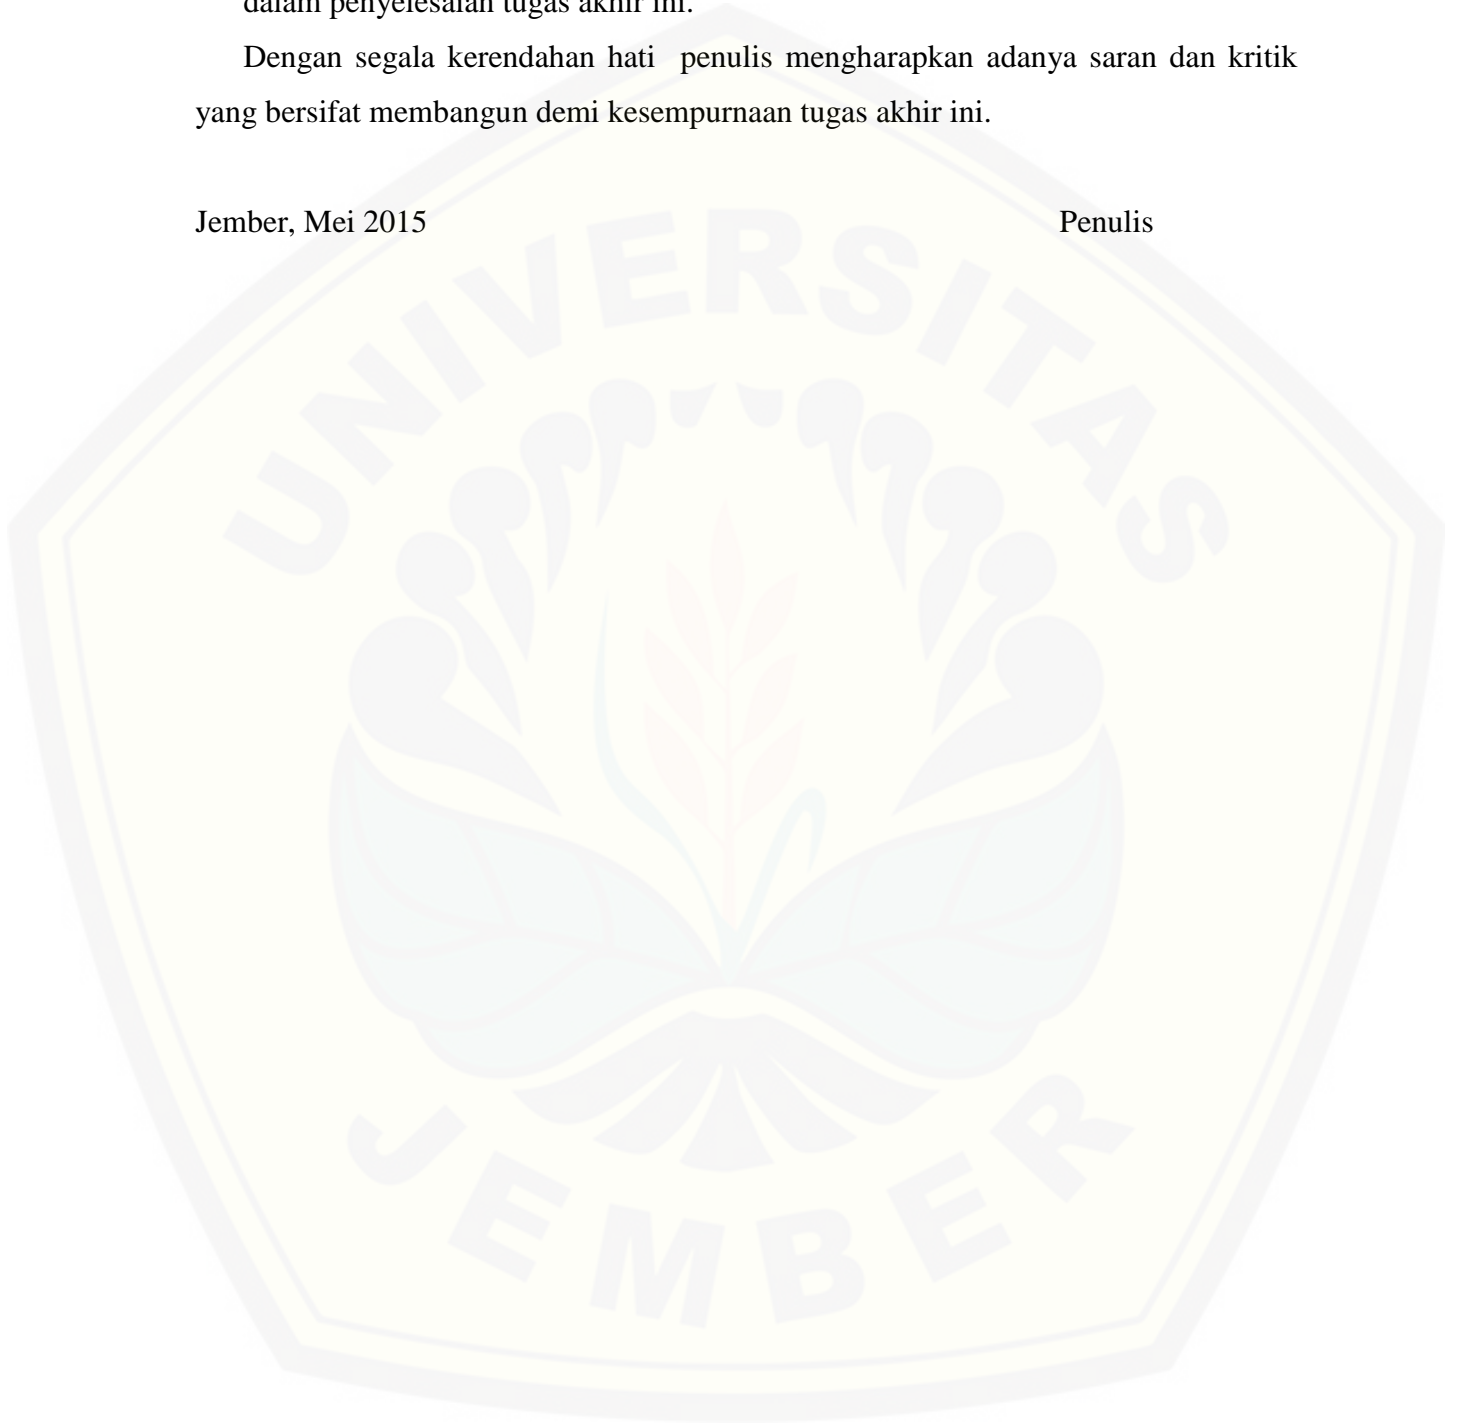 dalam penyelesaian tugas akhir ini.
Dengan segala kerendahan hati penulis mengharapkan adanya saran dan kritik
yang bersifat membangun demi kesempurnaan tugas akhir ini.
Jember, Mei 2015 Penulis
UNIVERSITAS
JEMBER